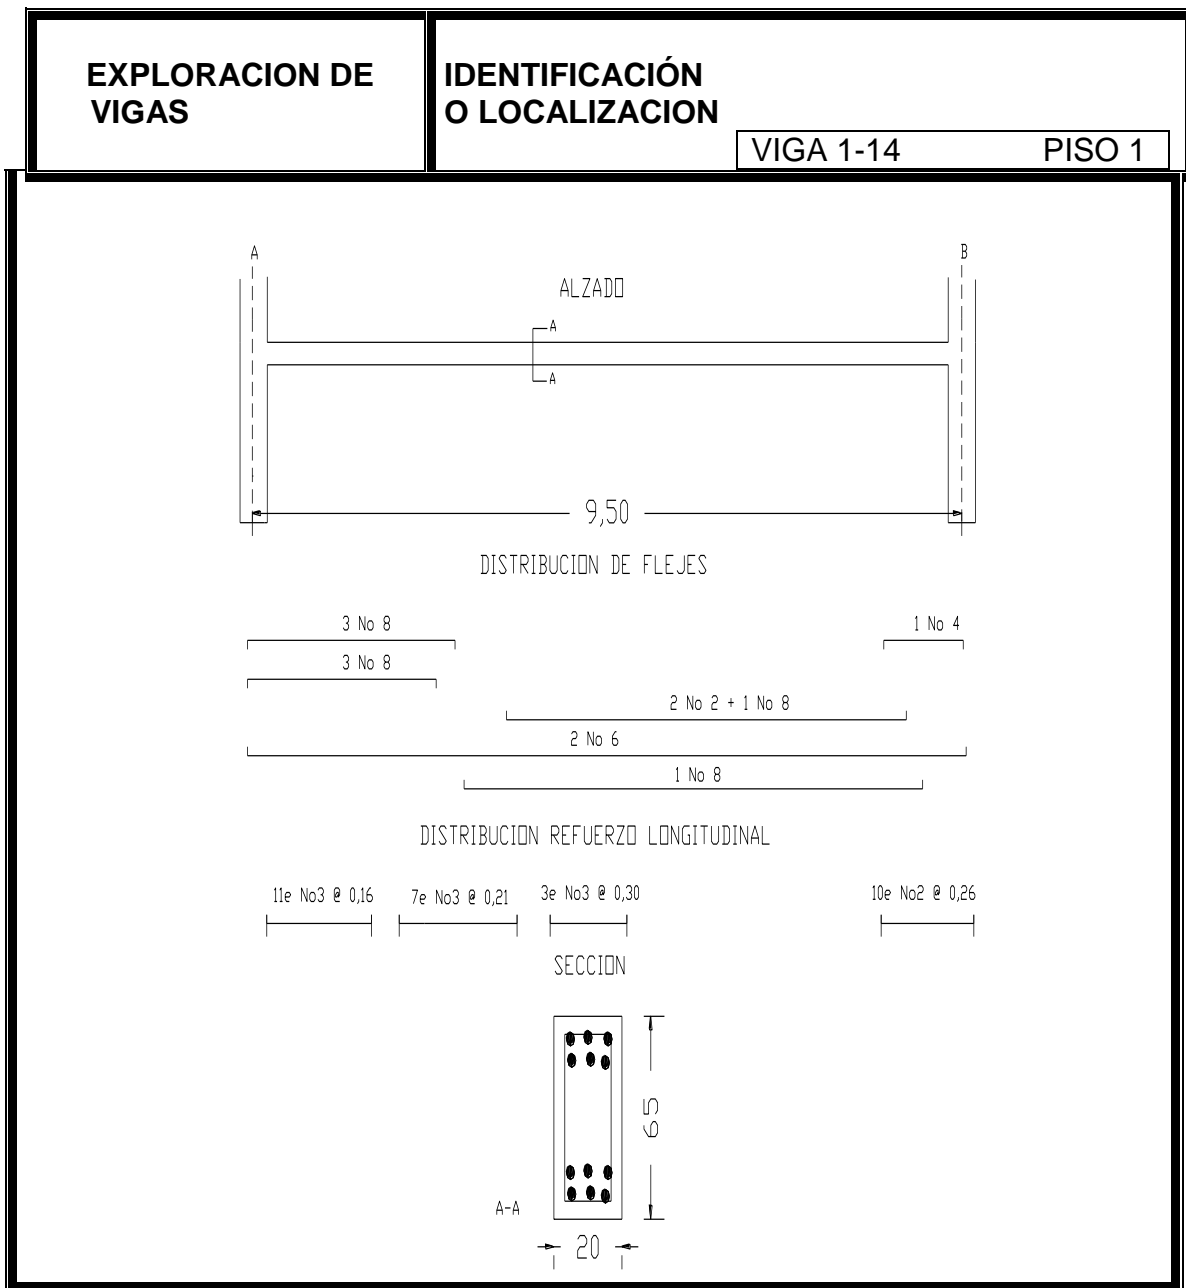 EXPLORACION DE
VIGAS
IDENTIFICACIÓN
O LOCALIZACION
VIGA 1-14 PISO 1
A B
ALZADO
A
A
9,50
DISTRIBUCION DE FLEJES
3 No 8 1 No 4
3 No 8
2 No 2 + 1 No 8
2 No 6
1 No 8
DISTRIBUCION REFUERZO LONGITUDINAL
11e No3 @ 0,16 7e No3 @ 0,21 3e No3 @ 0,30 10e No2 @ 0,26
SECCION
65
A-A
20